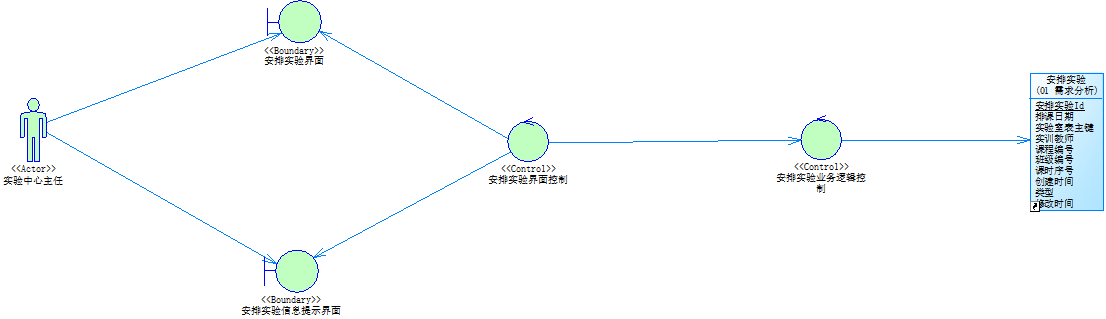 <<Boundary>>
安排实验界面
<<Actor>>
实验中心主任
<<Control>>
安排实验界面控制
<<Control>>
安排实验业务逻辑控
制
安排实验
(01 需求分析)
安排实验Id
排课日期
实验室表主键
实训教师
课程编号
班级编号
课时序号
创建时间
类型
修改时间
<<Boundary>>
安排实验信息提示界面